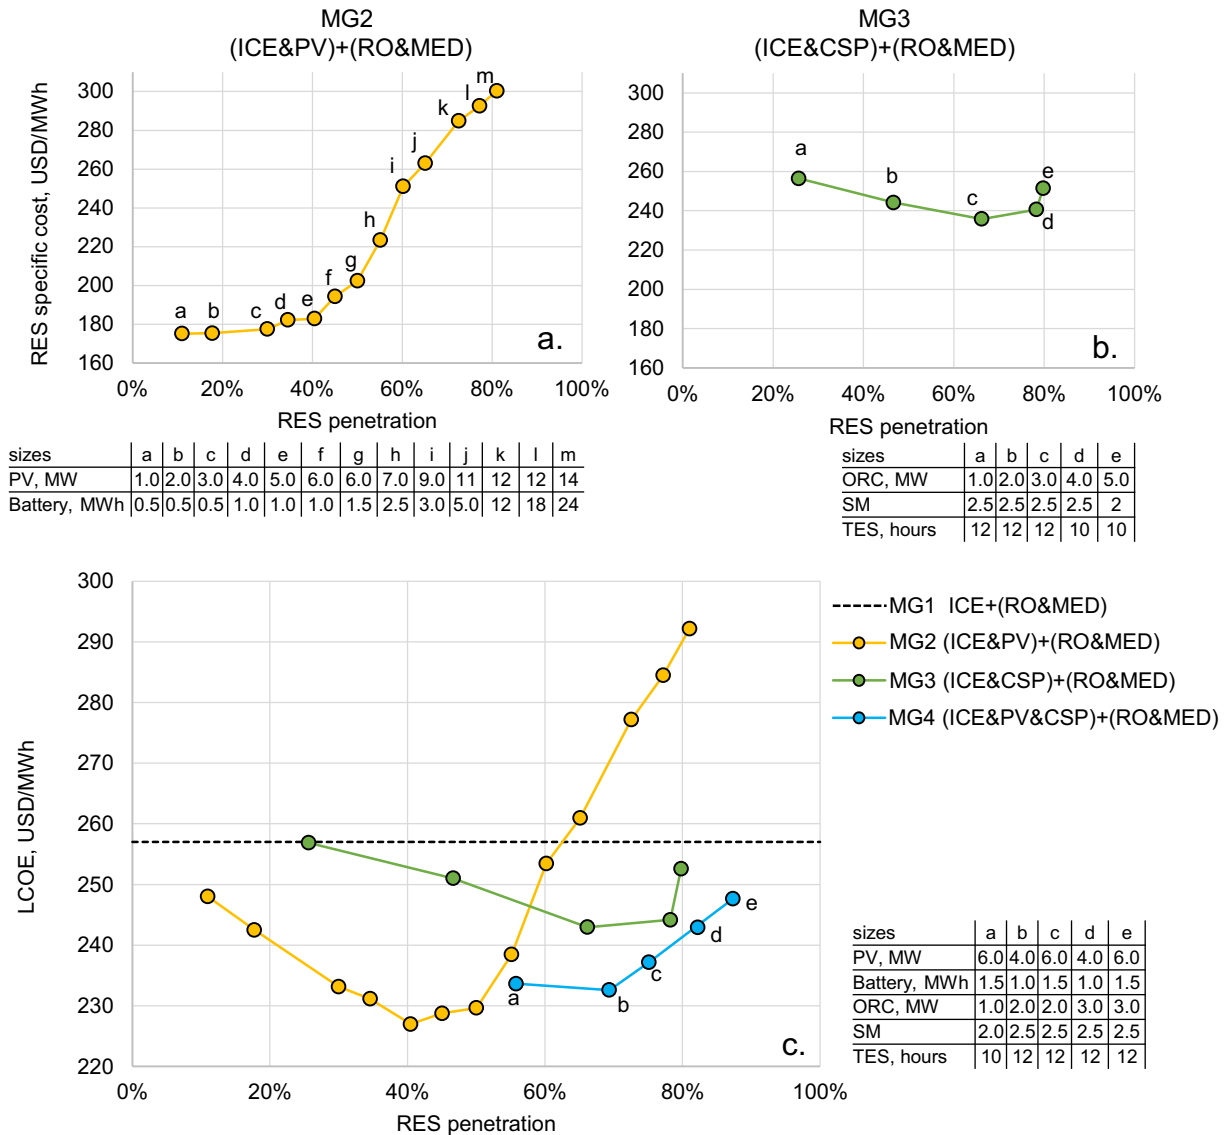 MG2
(ICE&PV)+(RO&MED)
MG3
(ICE&CSP)+(RO&MED)
RES specific cost, USD/MWh
300
280
260
240
220
200
180
160
0% 20% 40% 60% 80% 100%
RES penetration
a b c d e f g h i j k l m
a.
300
280
260
240
220
200
180
160
0% 20% 40% 60% 80% 100%
RES penetration
a b c d e
b.
sizes a b c d e f g h i j k l m
PV, MW 1.0 2.0 3.0 4.0 5.0 6.0 6.0 7.0 9.0 11 12 12 14
Battery, MWh 0.5 0.5 0.5 1.0 1.0 1.0 1.5 2.5 3.0 5.0 12 18 24
sizes a b c d e
ORC, MW 1.0 2.0 3.0 4.0 5.0
SM 2.5 2.5 2.5 2.5 2
TES, hours 12 12 12 10 10
LCOE, USD/MWh
300
290
280
270
260
250
240
230
220
0% 20% 40% 60% 80% 100%
RES penetration
a b c d e
c.
MG1 ICE+(RO&MED)
MG2 (ICE&PV)+(RO&MED)
MG3 (ICE&CSP)+(RO&MED)
MG4 (ICE&PV&CSP)+(RO&MED)
sizes a b c d e
PV, MW 6.0 4.0 6.0 4.0 6.0
Battery, MWh 1.5 1.0 1.5 1.0 1.5
ORC, MW 1.0 2.0 2.0 3.0 3.0
SM 2.0 2.5 2.5 2.5 2.5
TES, hours 10 12 12 12 12